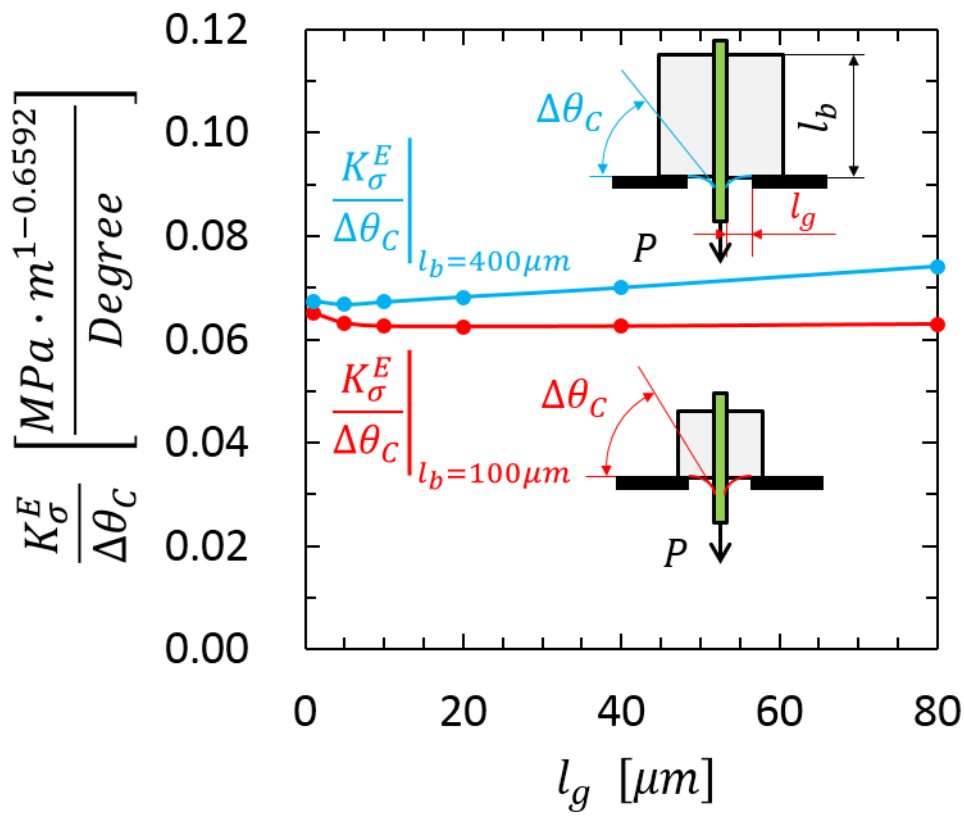 K_σ^E / Δθ_C [MPa · m^{1−0.6592} / Degree]
0.12
0.10
0.08
0.06
0.04
0.02
0.00
Δθ_C
l_b
l_g
P
K_σ^E / Δθ_C |_{l_b=400μm}
K_σ^E / Δθ_C |_{l_b=100μm}
Δθ_C
P
0 20 40 60 80
l_g [μm]